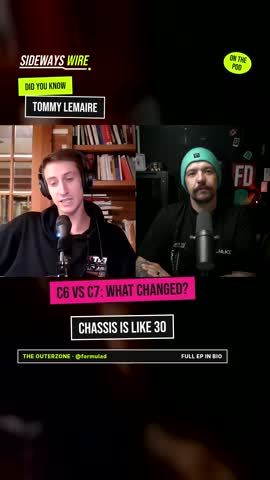 SIDEWAYS WIRE.
ON THE
POD
DID YOU KNOW
TOMMY LEMAIRE
FD
C6 VS C7: WHAT CHANGED?
CHASSIS IS LIKE 30
THE OUTERZONE - @formulad
FULL EP IN BIO